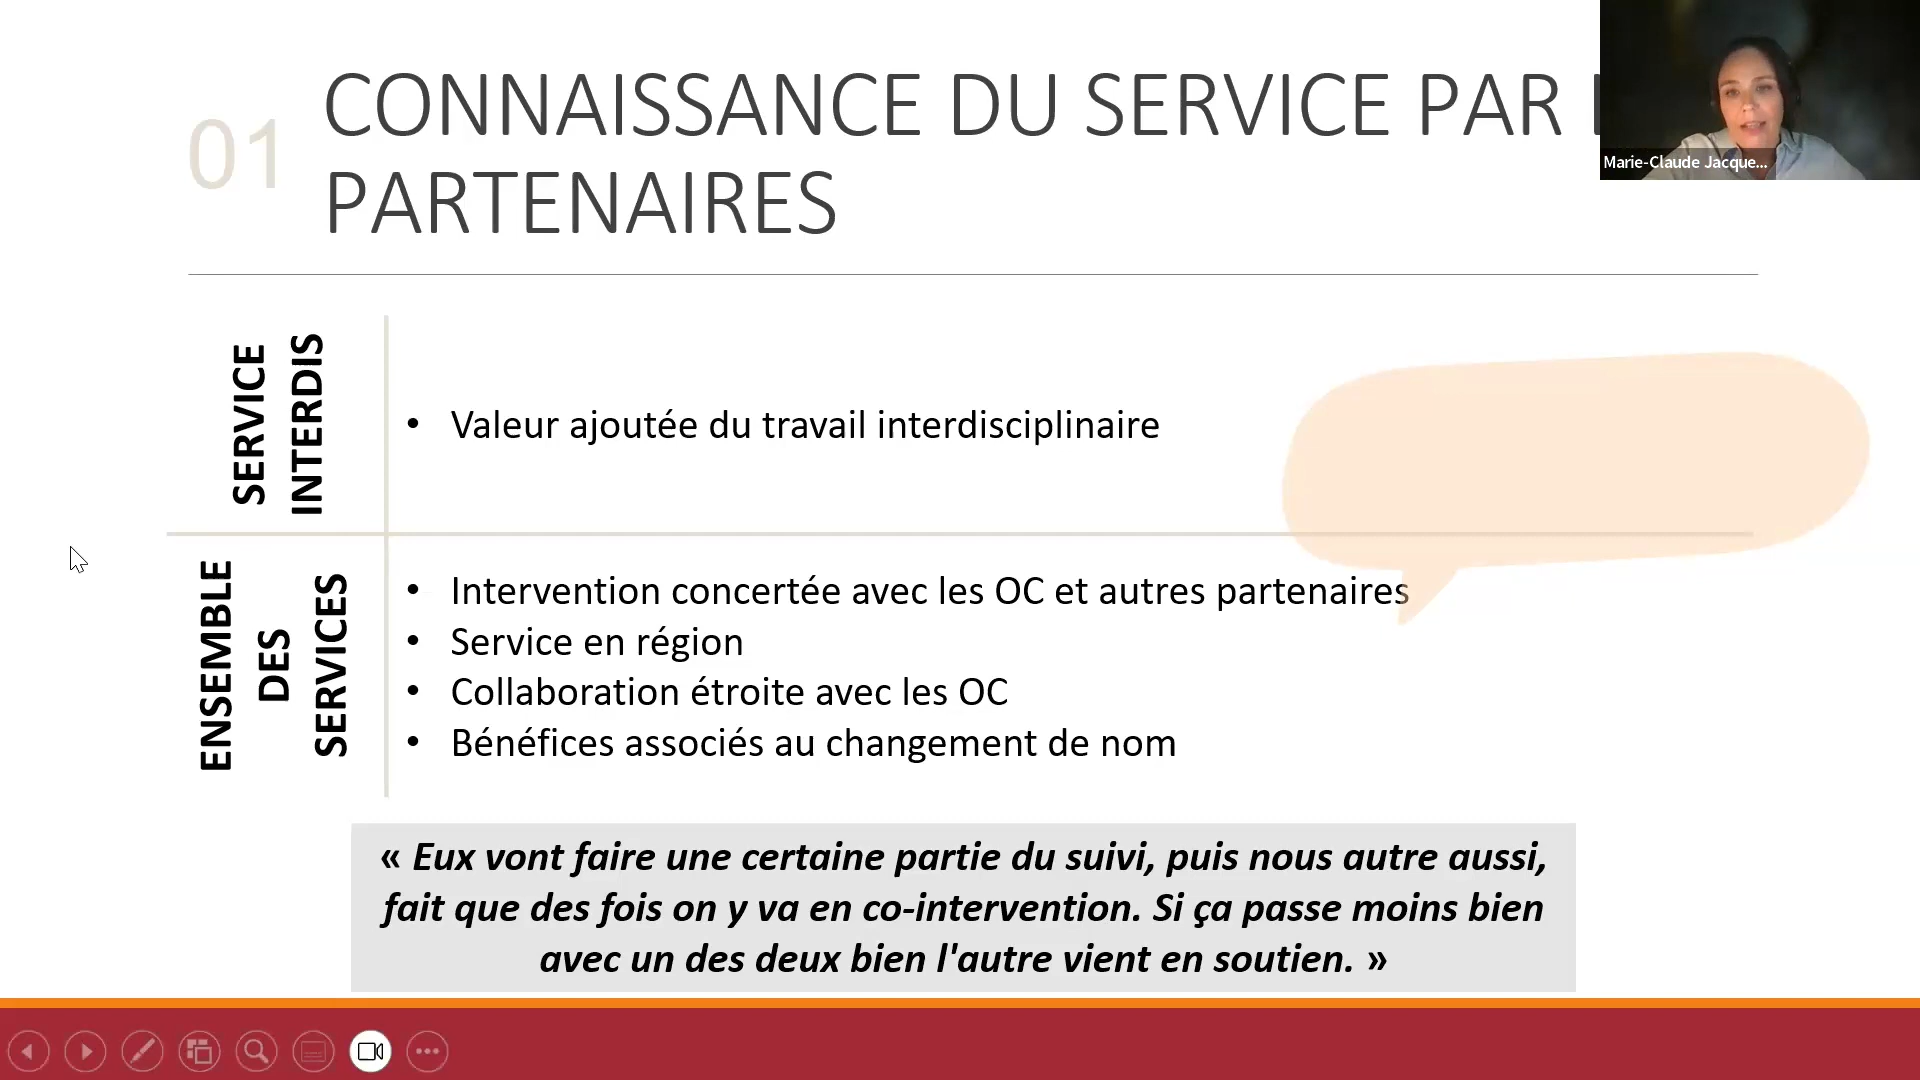 01
CONNAISSANCE DU SERVICE PAR
PARTENAIRES
Marie-Claude Jacque...
SERVICE
INTERDIS
• Valeur ajoutée du travail interdisciplinaire
ENSEMBLE
DES
SERVICES
• Intervention concertée avec les OC et autres partenaires
• Service en région
• Collaboration étroite avec les OC
• Bénéfices associés au changement de nom
« Eux vont faire une certaine partie du suivi, puis nous autre aussi,
fait que des fois on y va en co-intervention. Si ça passe moins bien
avec un des deux bien l'autre vient en soutien. »